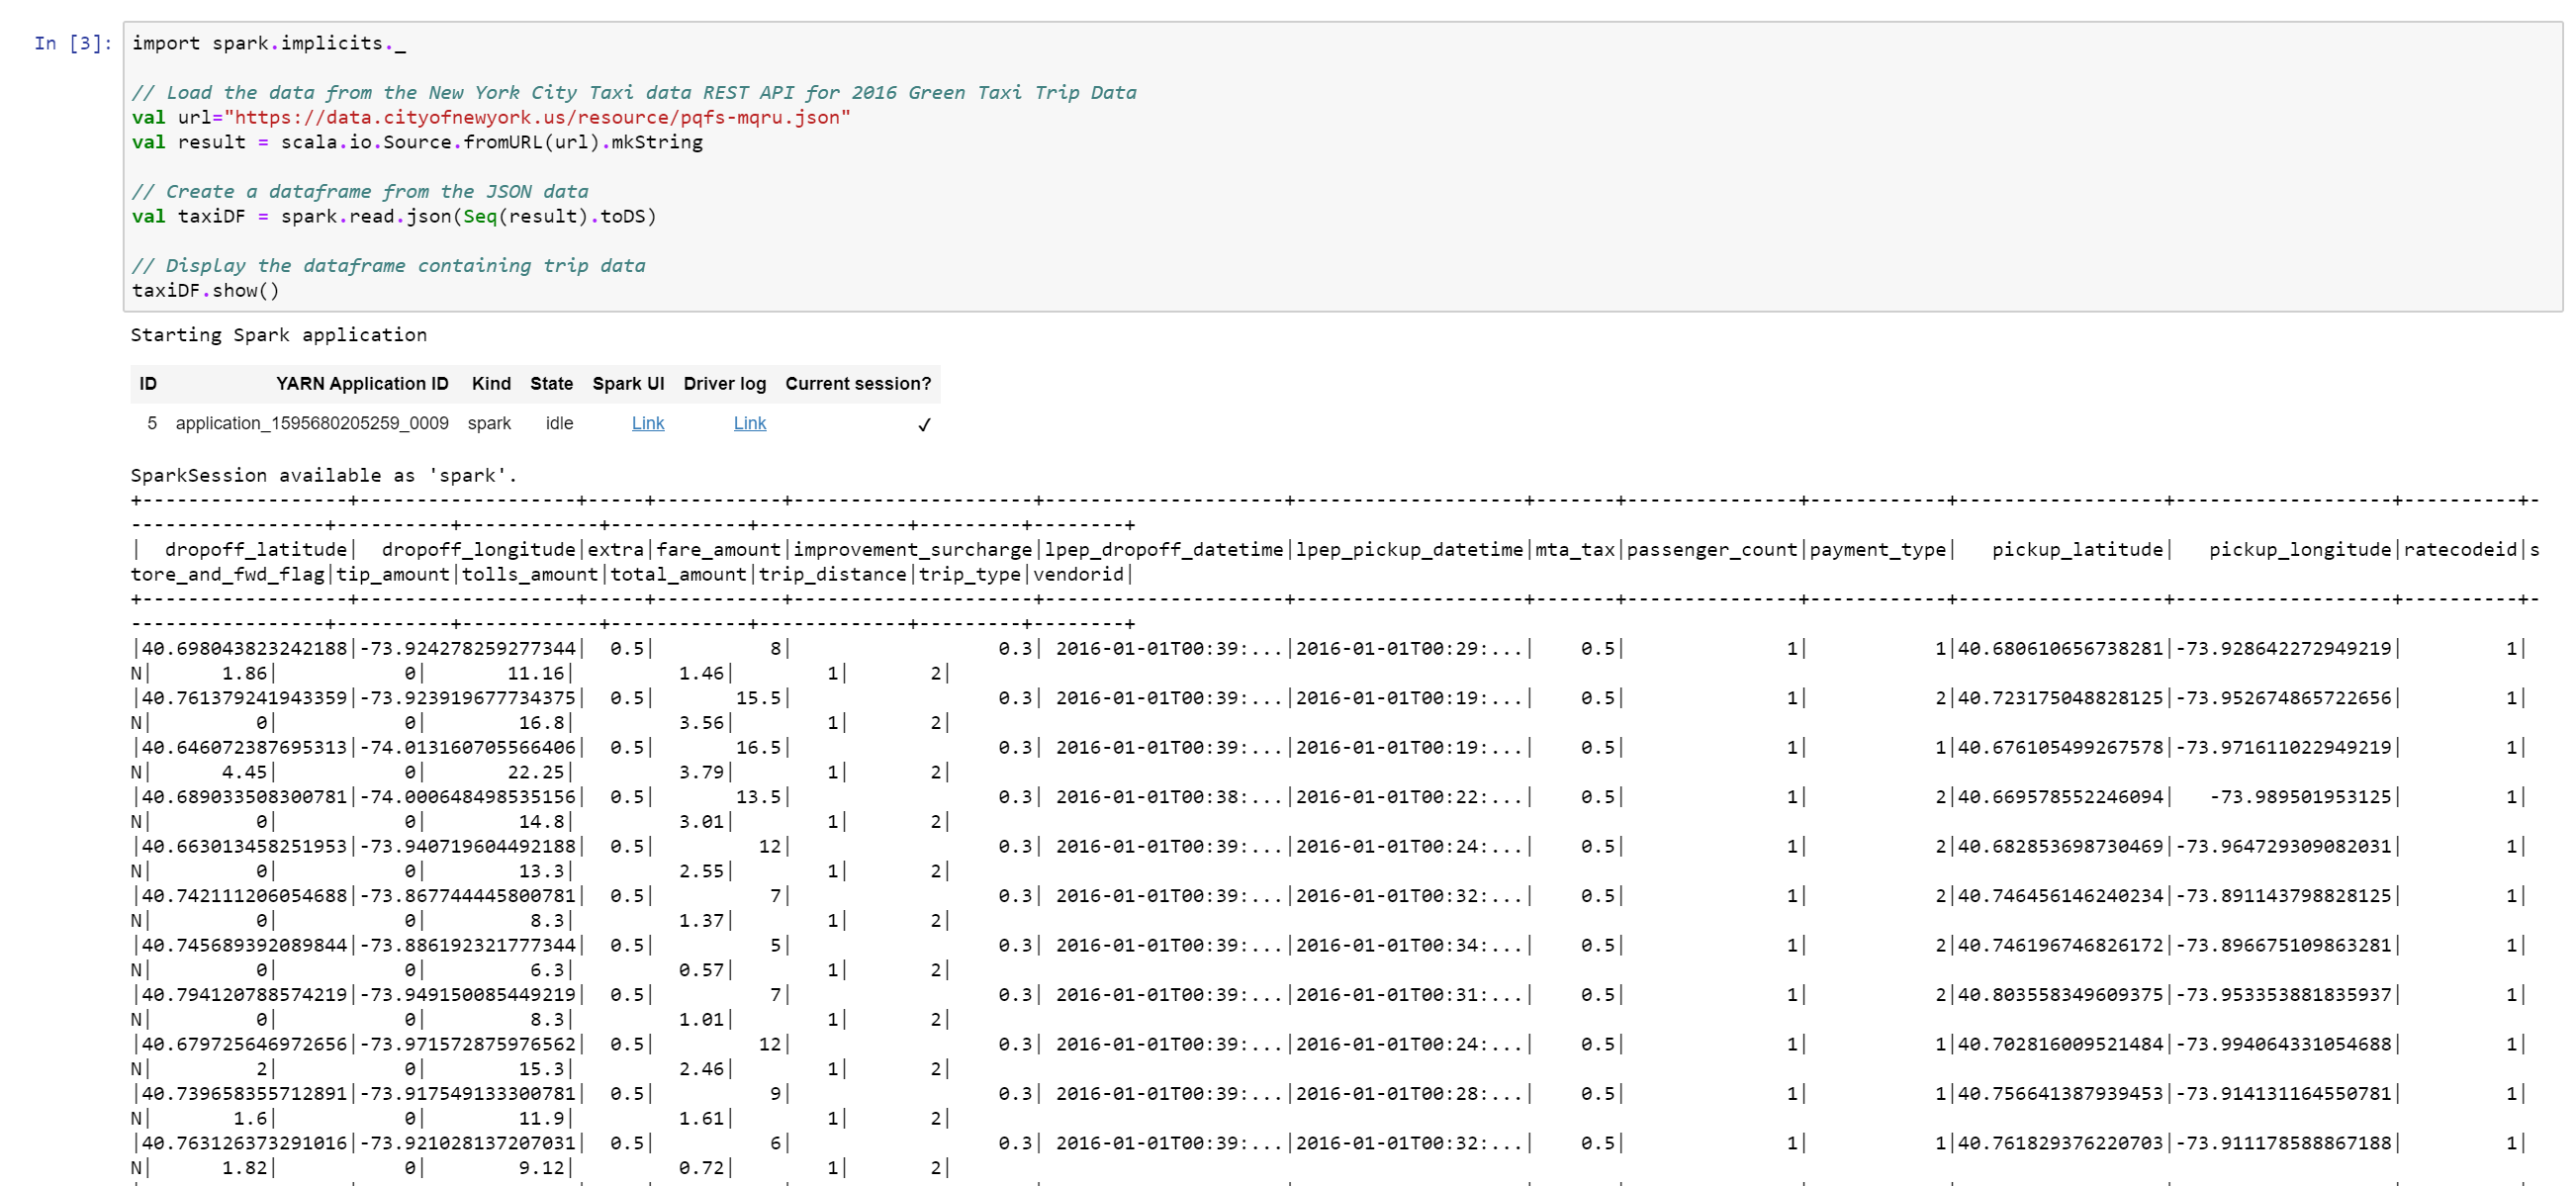 In [3]: import spark.implicits._
// Load the data from the New York City Taxi data REST API for 2016 Green Taxi Trip Data
val url="https://data.cityofnewyork.us/resource/pqfs-mqru.json"
val result = scala.io.Source.fromURL(url).mkString
// Create a dataframe from the JSON data
val taxiDF = spark.read.json(Seq(result).toDS)
// Display the dataframe containing trip data
taxiDF.show()
Starting Spark application
ID YARN Application ID Kind State Spark UI Driver log Current session?
5 application_1595680205259_0009 spark idle Link Link ✓
SparkSession available as 'spark'.
+------------------+-------------------+-----+-----------+---------------------+---------------------+--------------------+-------+---------------+------------+------------------+-------------------+----------+-
-----------------+----------+------------+------------+-------------+---------+--------+
|  dropoff_latitude|  dropoff_longitude|extra|fare_amount|improvement_surcharge|lpep_dropoff_datetime|lpep_pickup_datetime|mta_tax|passenger_count|payment_type|   pickup_latitude|   pickup_longitude|ratecodeid|s
tore_and_fwd_flag|tip_amount|tolls_amount|total_amount|trip_distance|trip_type|vendorid|
+------------------+-------------------+-----+-----------+---------------------+---------------------+--------------------+-------+---------------+------------+------------------+-------------------+----------+-
-----------------+----------+------------+------------+-------------+---------+--------+
|40.698043823242188|-73.924278259277344|  0.5|          8|                  0.3| 2016-01-01T00:39:...|2016-01-01T00:29:...|    0.5|              1|           1|40.680610656738281|-73.928642272949219|         1|
N|      1.86|           0|       11.16|         1.46|        1|       2|
|40.761379241943359|-73.923919677734375|  0.5|       15.5|                  0.3| 2016-01-01T00:39:...|2016-01-01T00:19:...|    0.5|              1|           2|40.723175048828125|-73.952674865722656|         1|
N|         0|           0|        16.8|         3.56|        1|       2|
|40.646072387695313|-74.013160705566406|  0.5|       16.5|                  0.3| 2016-01-01T00:39:...|2016-01-01T00:19:...|    0.5|              1|           1|40.676105499267578|-73.971611022949219|         1|
N|      4.45|           0|       22.25|         3.79|        1|       2|
|40.689033508300781|-74.000648498535156|  0.5|       13.5|                  0.3| 2016-01-01T00:38:...|2016-01-01T00:22:...|    0.5|              1|           2|40.669578552246094|   -73.989501953125|         1|
N|         0|           0|        14.8|         3.01|        1|       2|
|40.663013458251953|-73.940719604492188|  0.5|         12|                  0.3| 2016-01-01T00:39:...|2016-01-01T00:24:...|    0.5|              1|           2|40.682853698730469|-73.964729309082031|         1|
N|         0|           0|        13.3|         2.55|        1|       2|
|40.742111206054688|-73.867744445800781|  0.5|          7|                  0.3| 2016-01-01T00:39:...|2016-01-01T00:32:...|    0.5|              1|           2|40.746456146240234|-73.891143798828125|         1|
N|         0|           0|         8.3|         1.37|        1|       2|
|40.745689392089844|-73.886192321777344|  0.5|          5|                  0.3| 2016-01-01T00:39:...|2016-01-01T00:34:...|    0.5|              1|           2|40.746196746826172|-73.896675109863281|         1|
N|         0|           0|         6.3|         0.57|        1|       2|
|40.794120788574219|-73.949150085449219|  0.5|          7|                  0.3| 2016-01-01T00:39:...|2016-01-01T00:31:...|    0.5|              1|           2|40.803558349609375|-73.953353881835937|         1|
N|         0|           0|         8.3|         1.01|        1|       2|
|40.679725646972656|-73.971572875976562|  0.5|         12|                  0.3| 2016-01-01T00:39:...|2016-01-01T00:24:...|    0.5|              1|           1|40.702816009521484|-73.994064331054688|         1|
N|         2|           0|        15.3|         2.46|        1|       2|
|40.739658355712891|-73.917549133300781|  0.5|          9|                  0.3| 2016-01-01T00:39:...|2016-01-01T00:28:...|    0.5|              1|           1|40.756641387939453|-73.914131164550781|         1|
N|       1.6|           0|        11.9|         1.61|        1|       2|
|40.763126373291016|-73.921028137207031|  0.5|          6|                  0.3| 2016-01-01T00:39:...|2016-01-01T00:32:...|    0.5|              1|           1|40.761829376220703|-73.911178588867188|         1|
N|      1.82|           0|        9.12|         0.72|        1|       2|